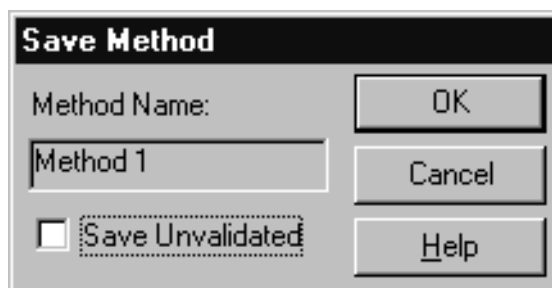 Save Method
Method Name:
OK
Method 1
Cancel
Save Unvalidated
Help